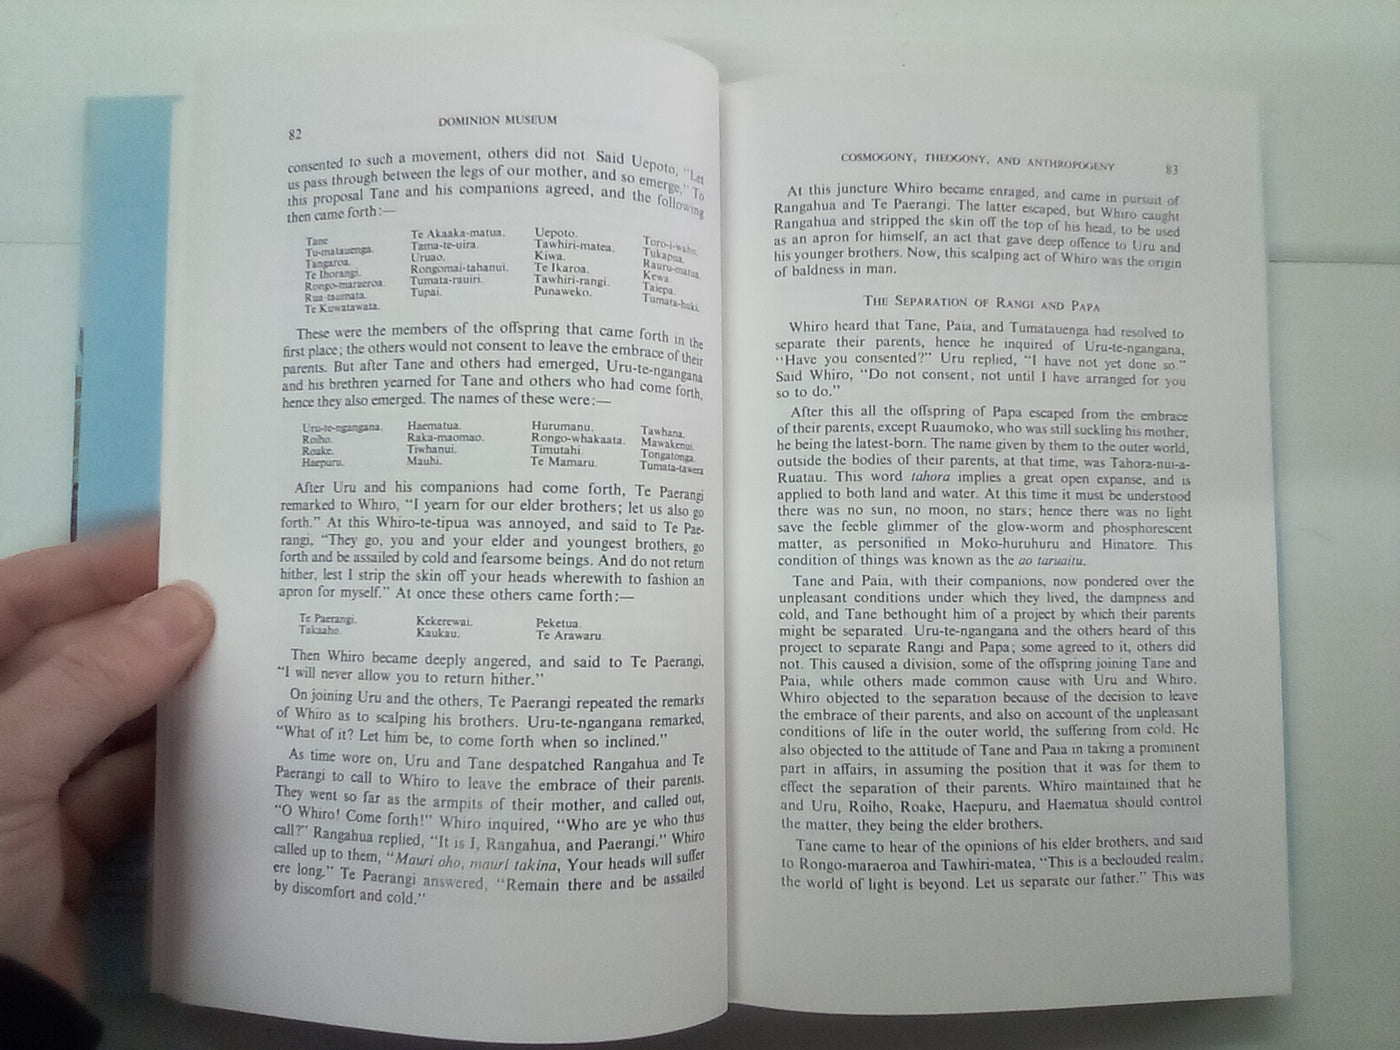 82
DOMINION MUSEUM
consented to such a movement, others did not. Said Uepoto, "Let
us pass through between the legs of our mother, and so emerge." To
this proposal Tane and his companions agreed, and the following
then came forth:—
Tane Te Akaaka-matua. Uepoto. Toro-i-waho.
Tu-matauenga. Tama-te-uira. Tawhiri-matea. Tukapua.
Tangaroa. Uruao. Kiwa. Rauru-matua.
Te Ihorangi. Rongomai-tahanui. Te Ikaroa. Kewa.
Rongo-maraeroa. Tumata-rauiri. Tawhiri-rangi. Taiepa.
Rua-taumata. Tupai. Punaweko. Tumata-huki.
Te Kuwatawata.
These were the members of the offspring that came forth in the
first place; the others would not consent to leave the embrace of their
parents. But after Tane and others had emerged, Uru-te-ngangana
and his brethren yearned for Tane and others who had come forth,
hence they also emerged. The names of these were:—
Uru-te-ngangana. Haematua. Hurumanu. Tawhana.
Roiho. Raka-maomao. Rongo-whakaata. Mawakenui.
Roake. Tiwhanui. Timutahi. Tongatonga.
Haepuru. Mauhi. Te Mamaru. Tumata-tawera
After Uru and his companions had come forth, Te Paerangi
remarked to Whiro, "I yearn for our elder brothers; let us also go
forth." At this Whiro-te-tipua was annoyed, and said to Te Pae-
rangi, "They go, you and your elder and youngest brothers, go
forth and be assailed by cold and fearsome beings. And do not return
hither, lest I strip the skin off your heads wherewith to fashion an
apron for myself." At once these others came forth:—
Te Paerangi. Kekerewai. Peketua.
Takaaho. Kaukau. Te Arawaru.
Then Whiro became deeply angered, and said to Te Paerangi,
"I will never allow you to return hither."
On joining Uru and the others, Te Paerangi repeated the remarks
of Whiro as to scalping his brothers. Uru-te-ngangana remarked,
"What of it? Let him be, to come forth when so inclined."
As time wore on, Uru and Tane despatched Rangahua and Te
Paerangi to call to Whiro to leave the embrace of their parents.
They went so far as the armpits of their mother, and called out,
"O Whiro! Come forth!" Whiro inquired, "Who are ye who thus
call?" Rangahua replied, "It is I, Rangahua, and Paerangi." Whiro
called up to them, "Mauri oho, mauri takina, Your heads will suffer
ere long." Te Paerangi answered, "Remain there and be assailed
by discomfort and cold."
COSMOGONY, THEOGONY, AND ANTHROPOGENY 83
At this juncture Whiro became enraged, and came in pursuit of
Rangahua and Te Paerangi. The latter escaped, but Whiro caught
Rangahua and stripped the skin off the top of his head, to be used
as an apron for himself, an act that gave deep offence to Uru and
his younger brothers. Now, this scalping act of Whiro was the origin
of baldness in man.
THE SEPARATION OF RANGI AND PAPA
Whiro heard that Tane, Paia, and Tumatauenga had resolved to
separate their parents, hence he inquired of Uru-te-ngangana,
"Have you consented?" Uru replied, "I have not yet done so."
Said Whiro, "Do not consent; not until I have arranged for you
so to do."
After this all the offspring of Papa escaped from the embrace
of their parents, except Ruaumoko, who was still suckling his mother,
he being the latest-born. The name given by them to the outer world,
outside the bodies of their parents, at that time, was Tahora-nui-a-
Ruatau. This word tahora implies a great open expanse, and is
applied to both land and water. At this time it must be understood
there was no sun, no moon, no stars; hence there was no light
save the feeble glimmer of the glow-worm and phosphorescent
matter, as personified in Moko-huruhuru and Hinatore. This
condition of things was known as the ao taruaitu.
Tane and Paia, with their companions, now pondered over the
unpleasant conditions under which they lived, the dampness and
cold, and Tane bethought him of a project by which their parents
might be separated. Uru-te-ngangana and the others heard of this
project to separate Rangi and Papa; some agreed to it, others did
not. This caused a division, some of the offspring joining Tane and
Paia, while others made common cause with Uru and Whiro.
Whiro objected to the separation because of the decision to leave
the embrace of their parents, and also on account of the unpleasant
conditions of life in the outer world, the suffering from cold. He
also objected to the attitude of Tane and Paia in taking a prominent
part in affairs, in assuming the position that it was for them to
effect the separation of their parents. Whiro maintained that he
and Uru, Roiho, Roake, Haepuru, and Haematua should control
the matter, they being the elder brothers.
Tane came to hear of the opinions of his elder brothers, and said
to Rongo-maraeroa and Tawhiri-matea, "This is a beclouded realm;
the world of light is beyond. Let us separate our father." This was